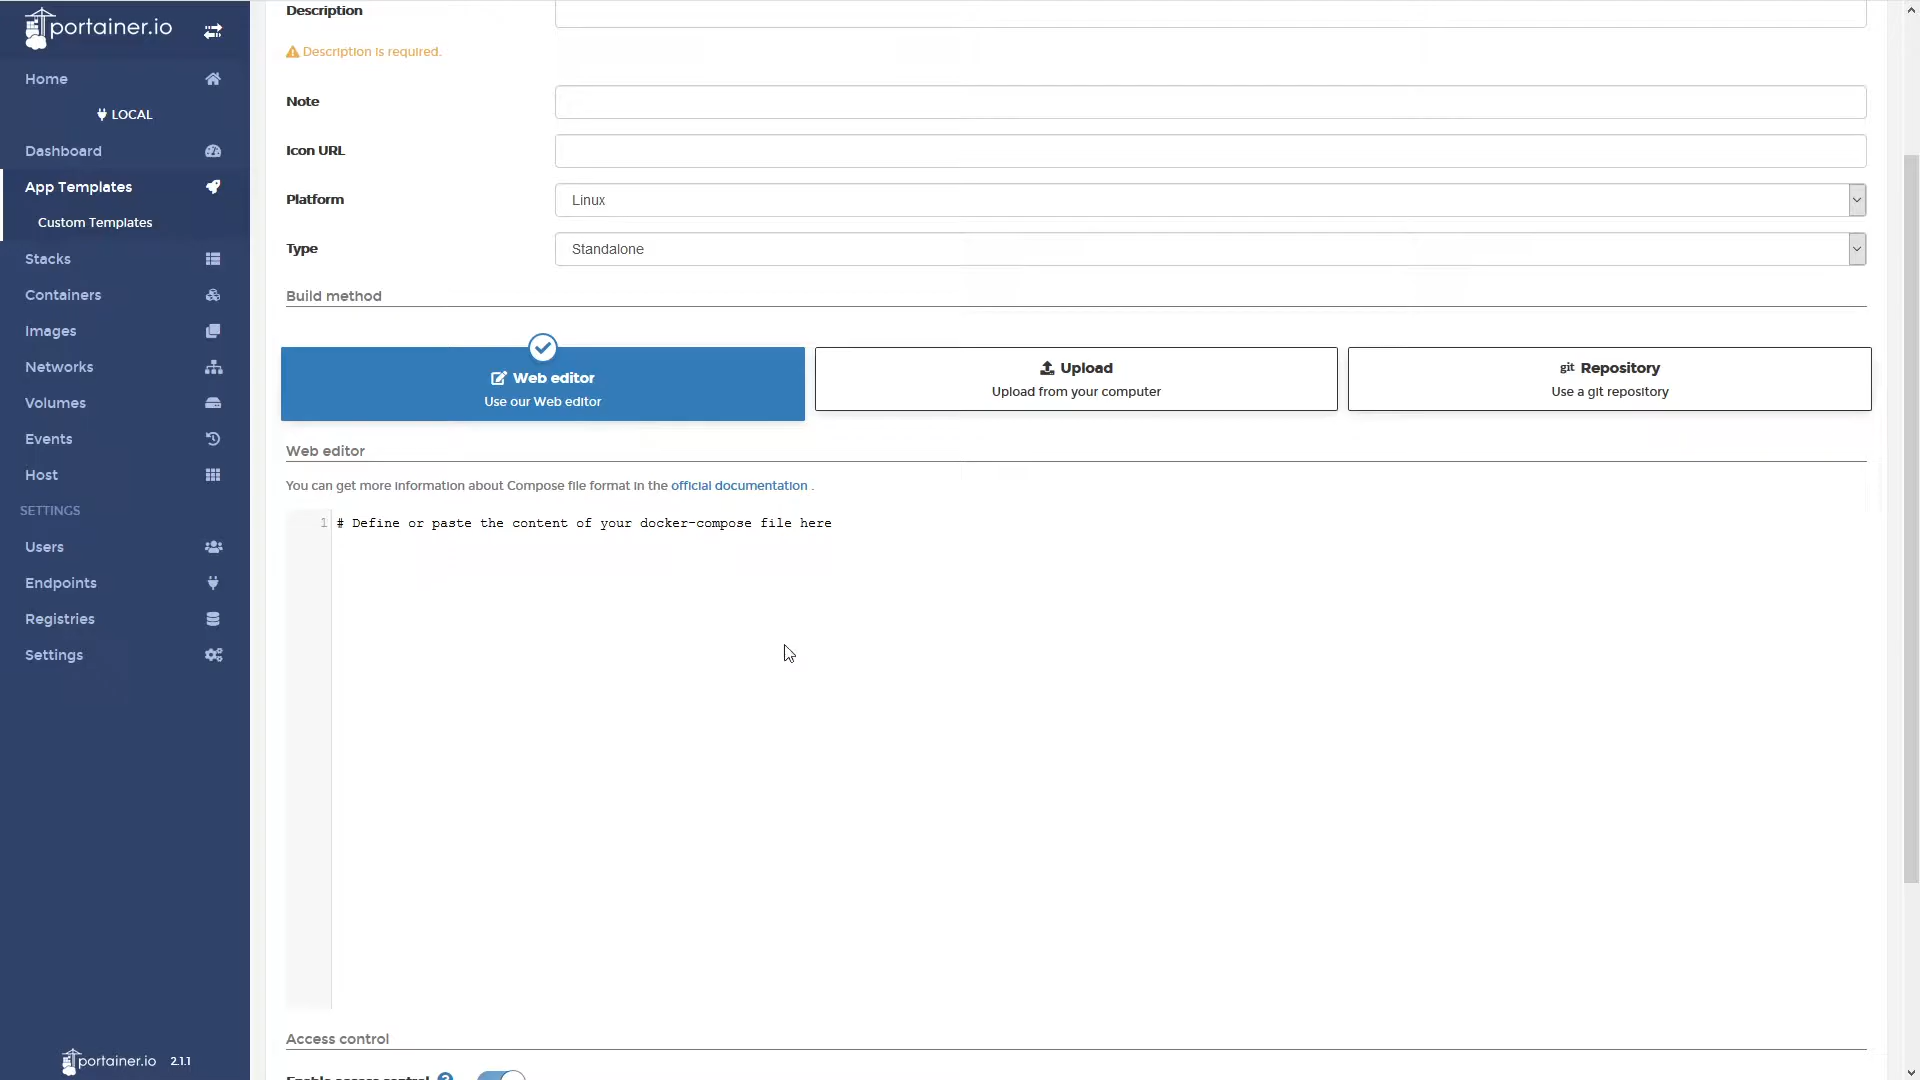 portainer.io
Home
LOCAL
Dashboard
App Templates
Custom Templates
Stacks
Containers
Images
Networks
Volumes
Events
Host
SETTINGS
Users
Endpoints
Registries
Settings
portainer.io 2.1.1
Description
Description is required.
Note
Icon URL
Platform
Linux
Type
Standalone
Build method
Web editor
Use our Web editor
Upload
Upload from your computer
git Repository
Use a git repository
Web editor
You can get more information about Compose file format in the official documentation .
1 # Define or paste the content of your docker-compose file here
Access control
Enable access control